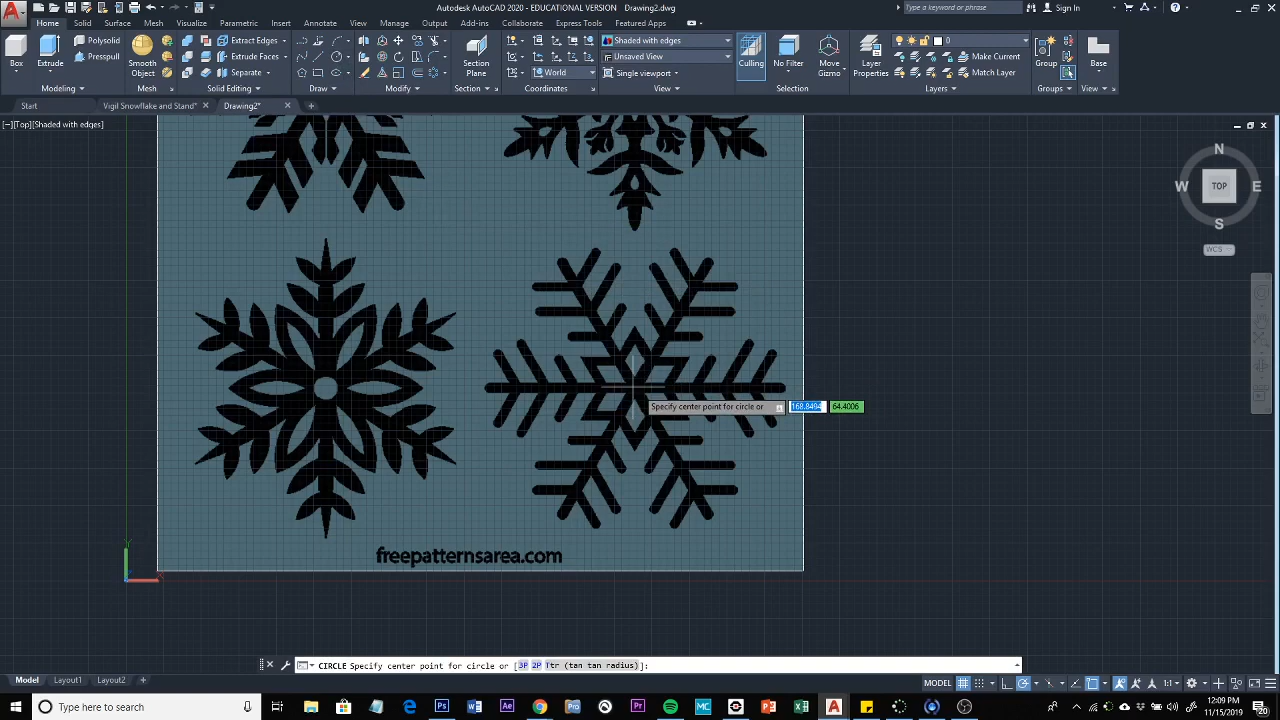 Autodesk AutoCAD 2020 - EDUCATIONAL VERSION Drawing2.dwg
Type a keyword or phrase
Sign In
Home Solid Surface Mesh Visualize Parametric Insert Annotate View Manage Output Add-ins Collaborate Express Tools Featured Apps
Polysolid
Extract Edges
Shaded with edges
0
Presspull
Extrude Faces
Unsaved View
Make Current
Box Extrude
Smooth Object
Separate
Section Plane
World
Single viewport
Culling
No Filter
Move Gizmo
Layer Properties
Match Layer
Group
Base
Modeling Mesh Solid Editing Draw Modify Section Coordinates View Selection Layers Groups View
Start Vigil Snowflake and Stand* Drawing2*
[−][Top][Shaded with edges]
N
W TOP E
S
WCS
Specify center point for circle or 168.8494 64.4006
freepatternsarea.com
Y
X
CIRCLE Specify center point for circle or [3P 2P Ttr (tan tan radius)]:
Model Layout1 Layout2
MODEL
1:1
Type here to search
12:09 PM
11/15/2019